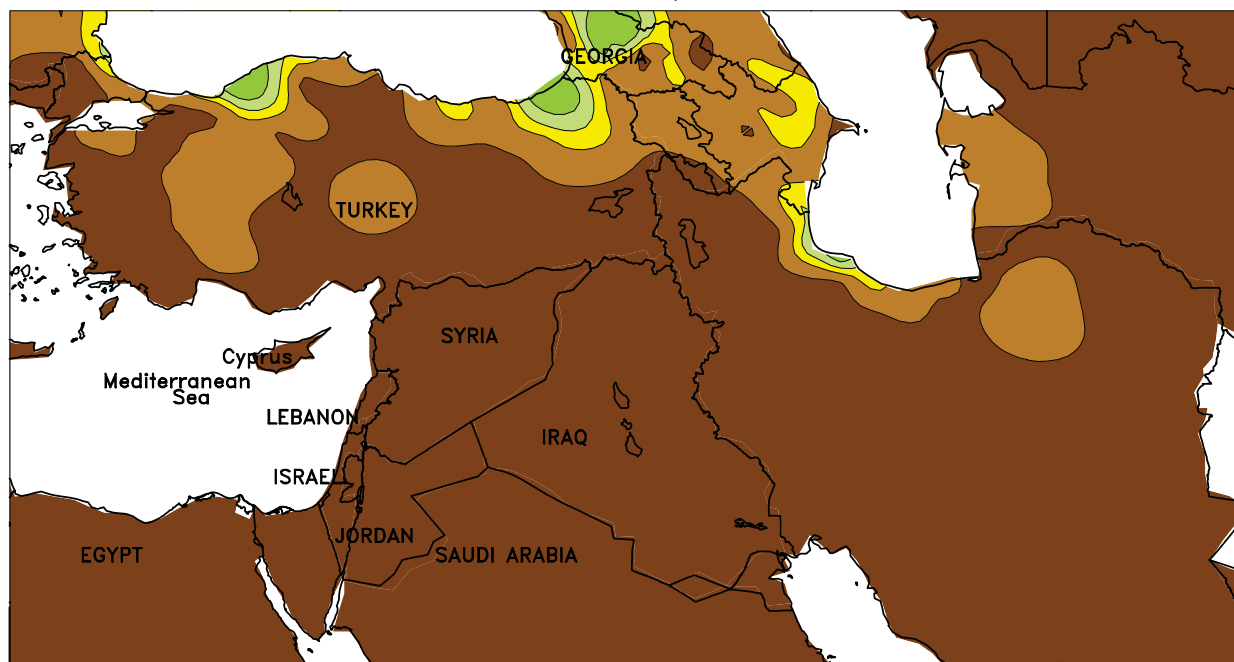 GEORGIA
TURKEY
SYRIA
Cyprus
Mediterranean
Sea
LEBANON
IRAQ
ISRAEL
JORDAN
EGYPT
SAUDI ARABIA